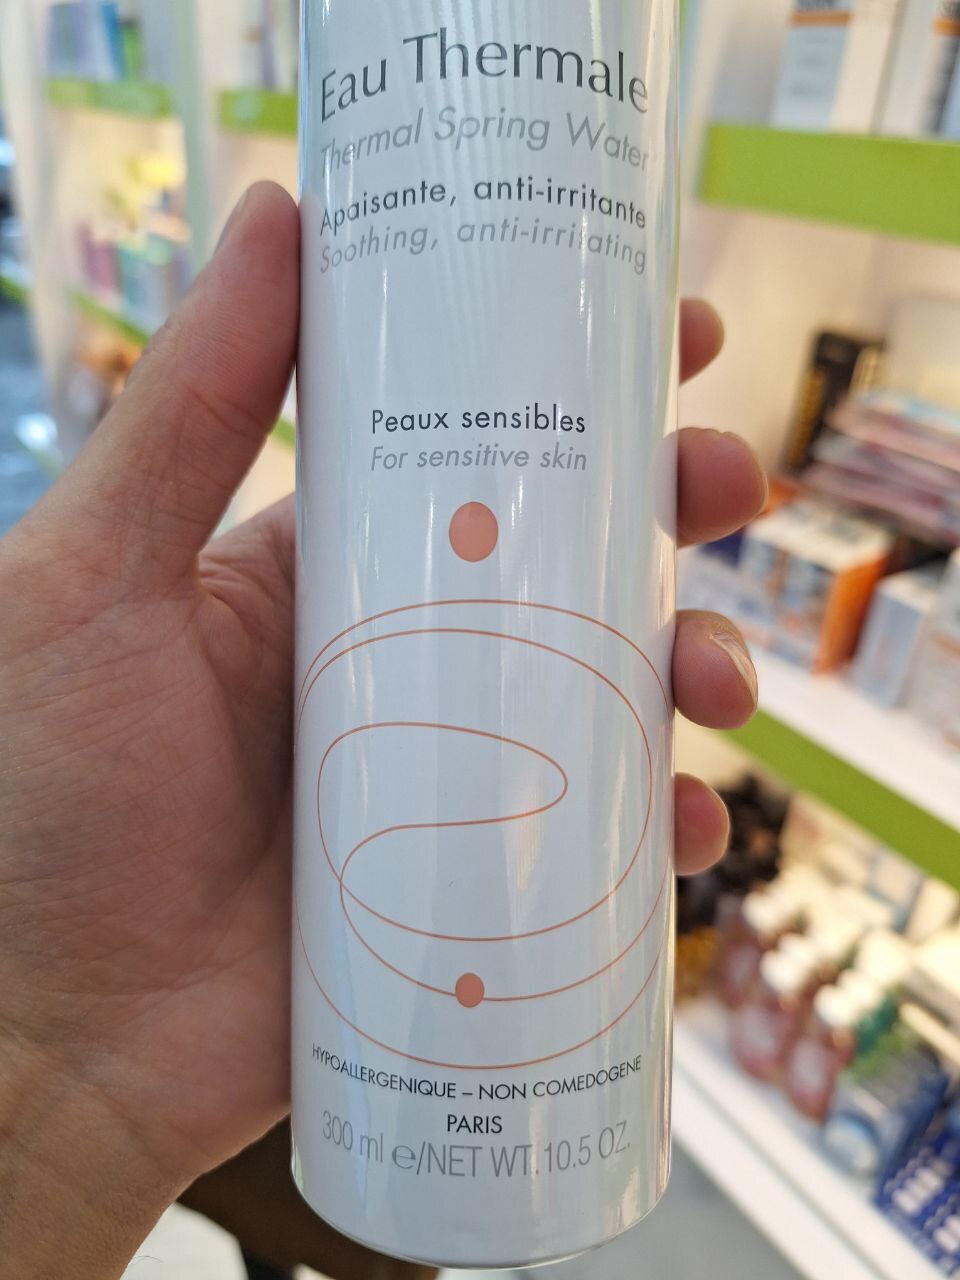 Eau Thermale
Thermal Spring Water
Apaisante, anti-irritante
Soothing, anti-irritating
Peaux sensibles
For sensitive skin
HYPOALLERGENIQUE – NON COMEDOGENE
PARIS
300 ml ℮/NET WT. 10.5 OZ.